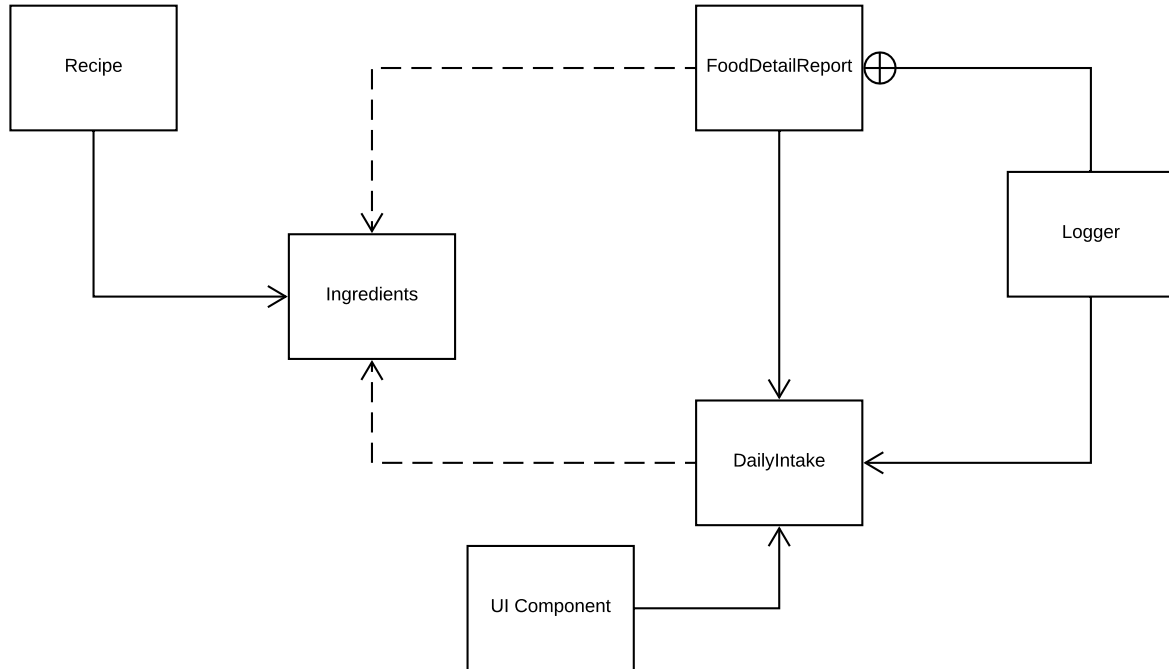 Recipe
FoodDetailReport
Logger
Ingredients
DailyIntake
UI Component